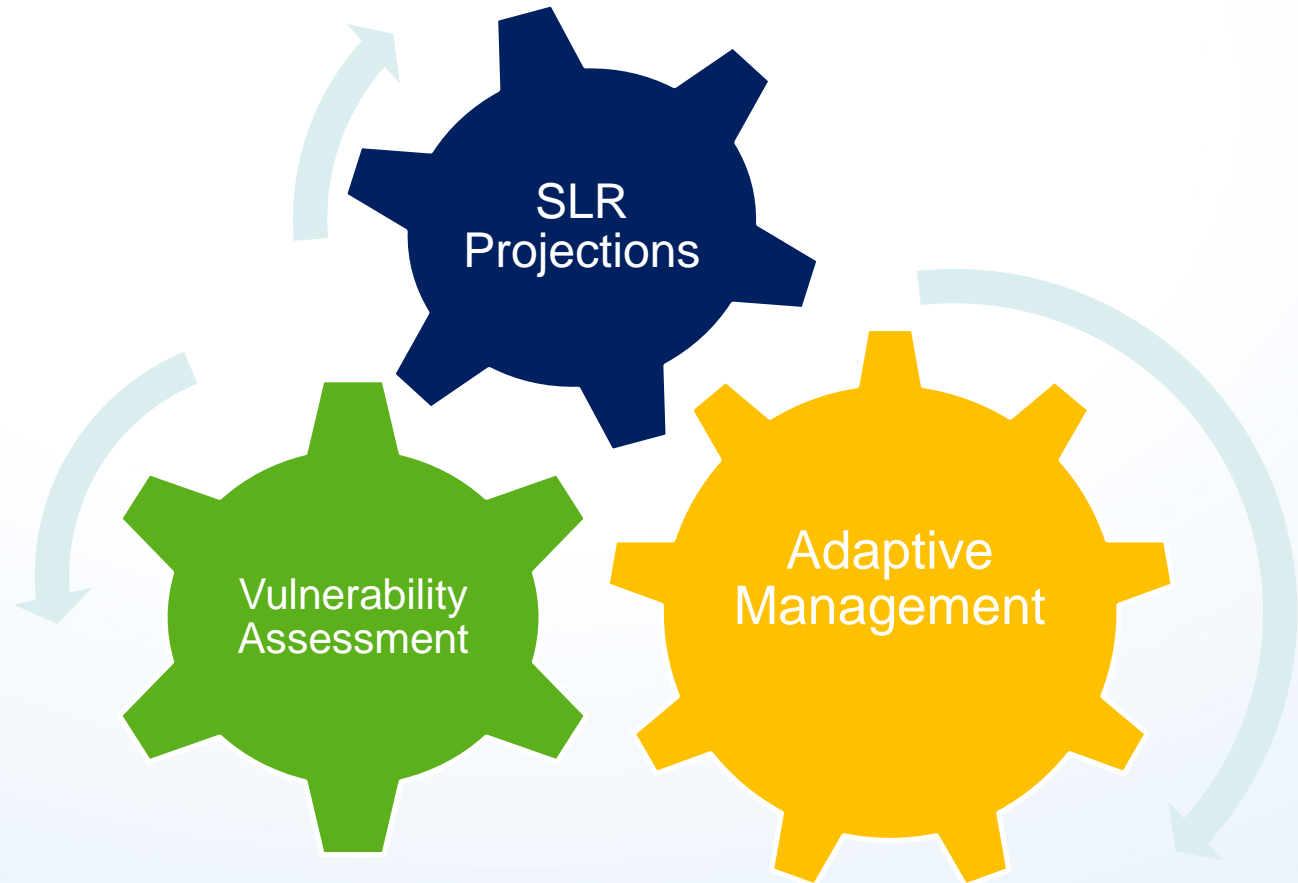 SLR
Projections
Vulnerability
Assessment
Adaptive
Management